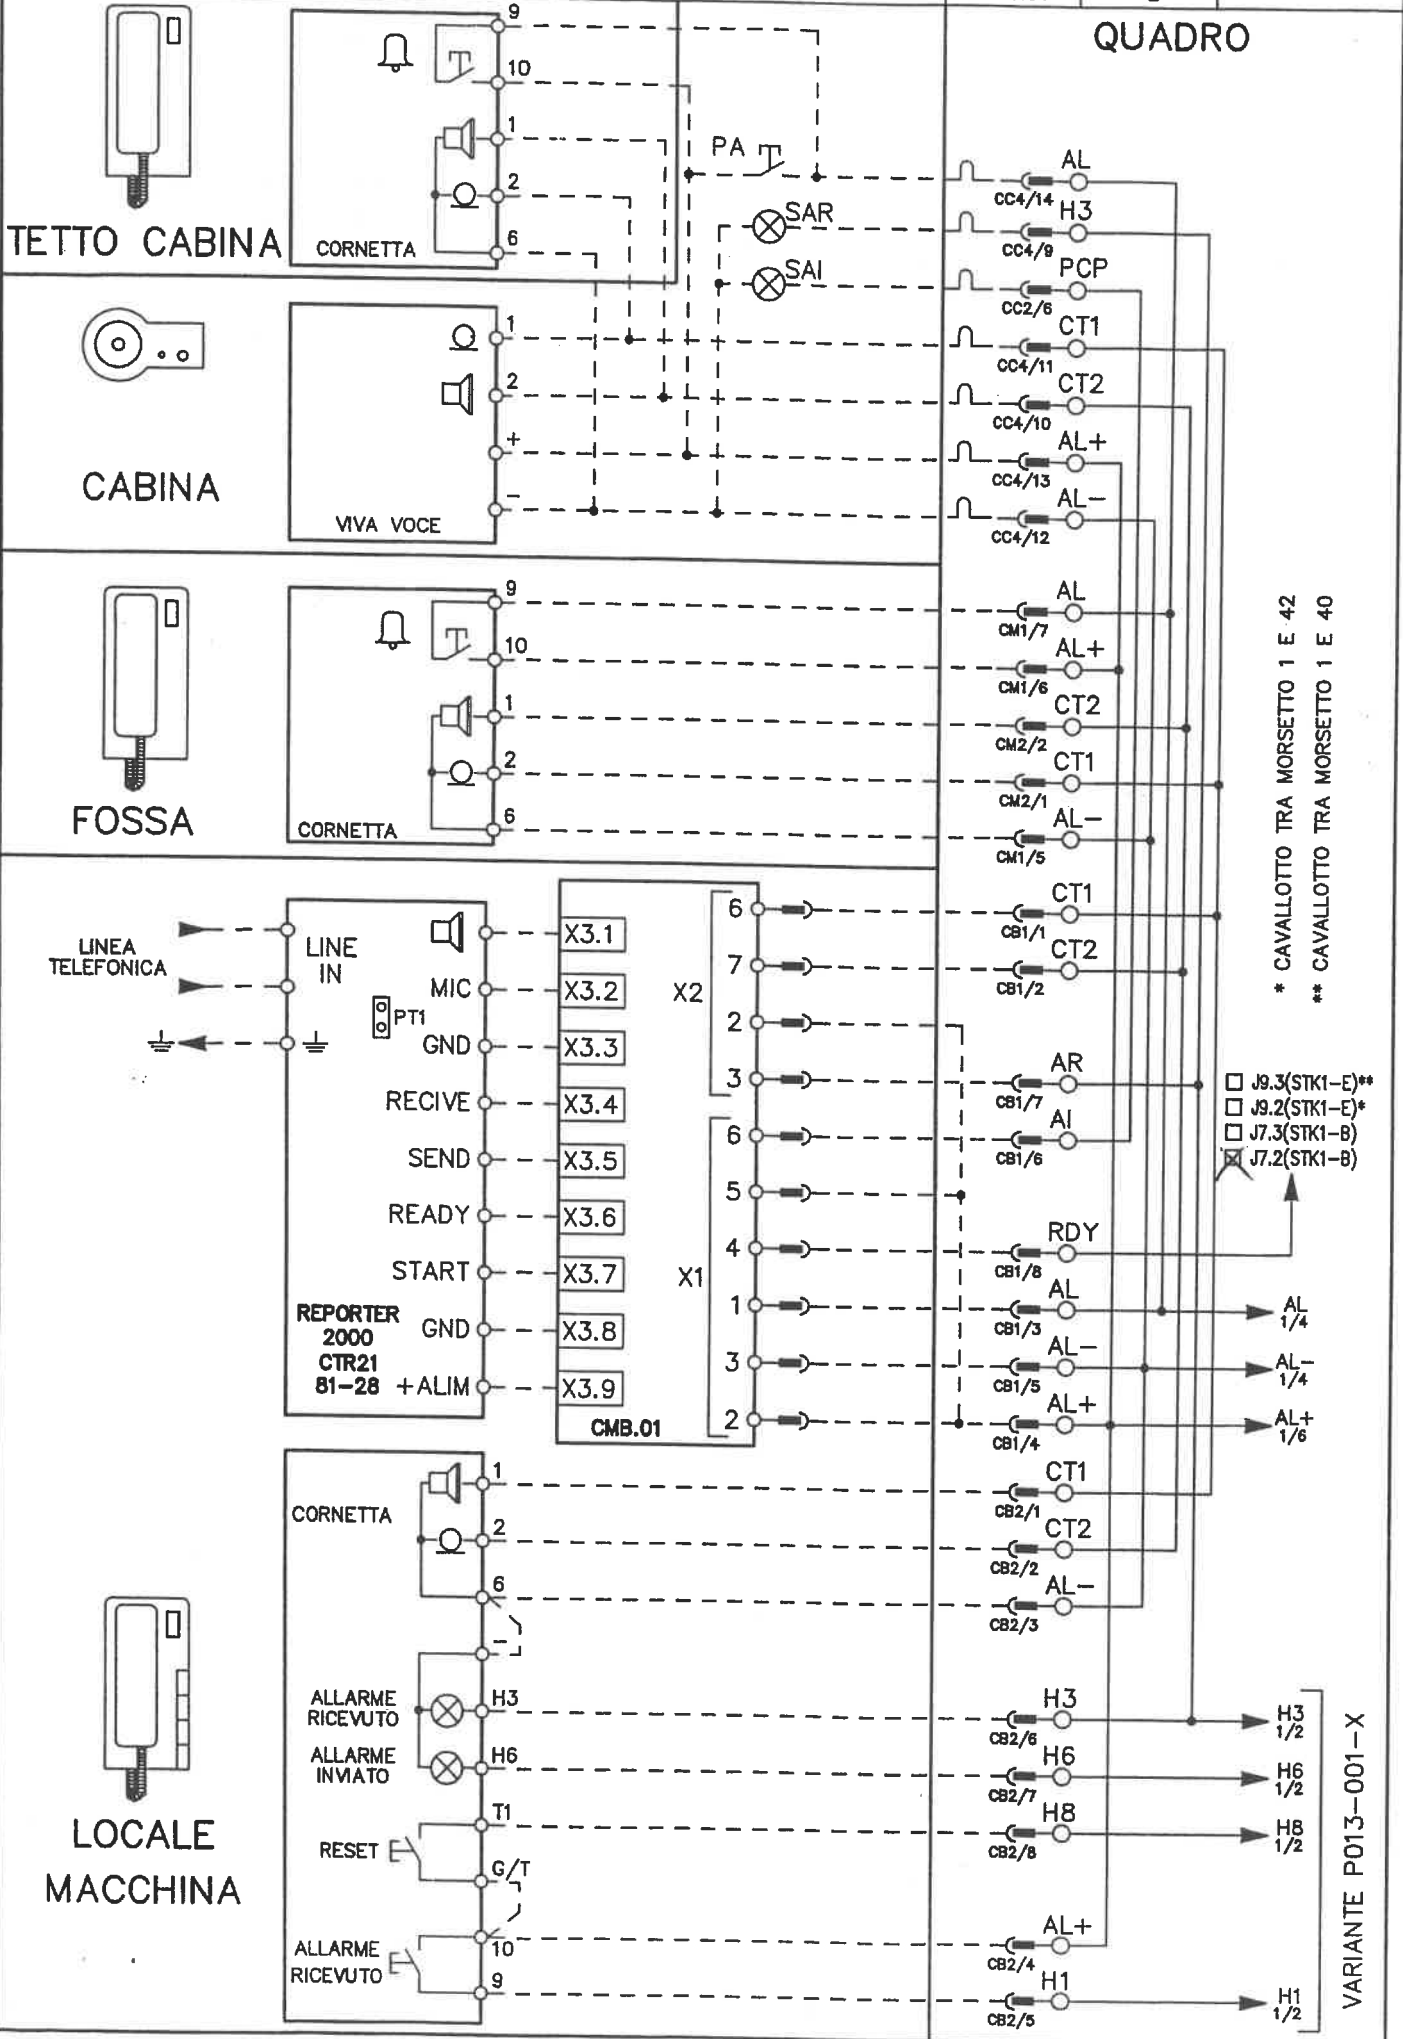 QUADRO
9
10
1
2
6
CORNETTA
TETTO CABINA
PA
SAR
SAI
AL
CC4/14
H3
CC4/9
PCP
CC2/6
CT1
CC4/11
CT2
CC4/10
AL+
CC4/13
AL-
CC4/12
1
2
+
-
VIVA VOCE
CABINA
9
10
1
2
6
CORNETTA
FOSSA
AL
CM1/7
AL+
CM1/6
CT2
CM2/2
CT1
CM2/1
AL-
CM1/5
* CAVALLOTTO TRA MORSETTO 1 E 42
** CAVALLOTTO TRA MORSETTO 1 E 40
LINEA
TELEFONICA
LINE
IN
PT1
MIC
GND
RECIVE
SEND
READY
START
GND
+ALIM
REPORTER
2000
CTR21
81-28
X3.1
X3.2
X3.3
X3.4
X3.5
X3.6
X3.7
X3.8
X3.9
CMB.01
X2
6
7
2
3
X1
6
5
4
1
3
2
CT1
CB1/1
CT2
CB1/2
AR
CB1/7
AI
CB1/6
RDY
CB1/8
AL
CB1/3
AL-
CB1/5
AL+
CB1/4
J9.3(STK1-E)**
J9.2(STK1-E)*
J7.3(STK1-B)
J7.2(STK1-B)
AL
1/4
AL-
1/4
AL+
1/6
CORNETTA
1
2
6
-
ALLARME
RICEVUTO
H3
ALLARME
INVIATO
H6
RESET
T1
G/T
ALLARME
RICEVUTO
10
9
LOCALE
MACCHINA
CT1
CB2/1
CT2
CB2/2
AL-
CB2/3
H3
CB2/6
H6
CB2/7
H8
CB2/8
AL+
CB2/4
H1
CB2/5
H3
1/2
H6
1/2
H8
1/2
H1
1/2
VARIANTE P013-001-X